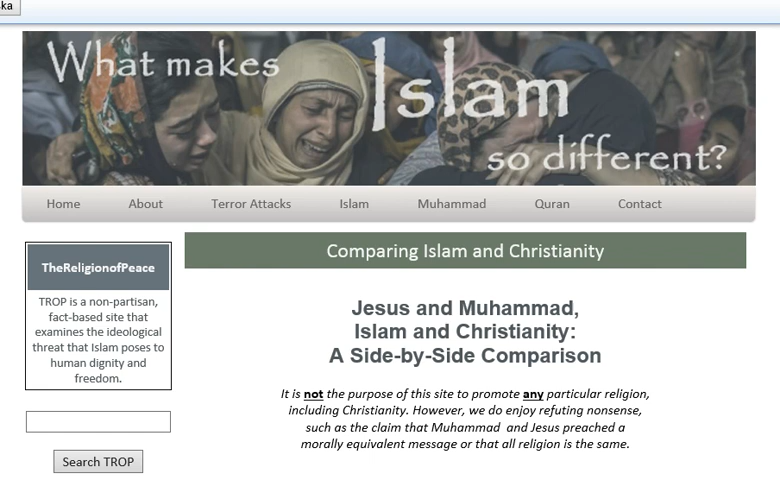 ka
What makes
Islam
so different?
Home About Terror Attacks Islam Muhammad Quran Contact
Comparing Islam and Christianity
TheReligionofPeace
TROP is a non-partisan,
fact-based site that
examines the ideological
threat that Islam poses to
human dignity and
freedom.
Search TROP
Jesus and Muhammad,
Islam and Christianity:
A Side-by-Side Comparison
It is not the purpose of this site to promote any particular religion,
including Christianity. However, we do enjoy refuting nonsense,
such as the claim that Muhammad and Jesus preached a
morally equivalent message or that all religion is the same.